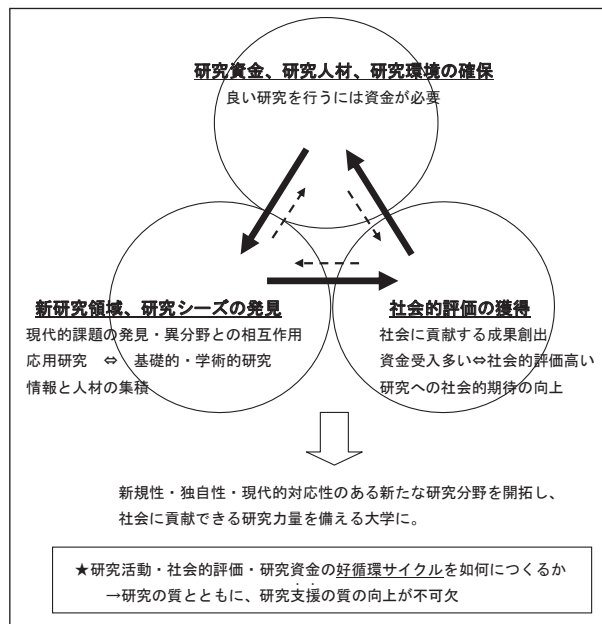 研究資金、研究人材、研究環境の確保
良い研究を行うには資金が必要
新研究領域、研究シーズの発見
現代的課題の発見・異分野との相互作用
応用研究 ⇔ 基礎的・学術的研究
情報と人材の集積
社会的評価の獲得
社会に貢献する成果創出
資金受入多い⇔社会的評価高い
研究への社会的期待の向上
新規性・独自性・現代的対応性のある新たな研究分野を開拓し、
社会に貢献できる研究力量を備える大学に。
★研究活動・社会的評価・研究資金の好循環サイクルを如何につくるか
→研究の質とともに、研究支援の質の向上が不可欠